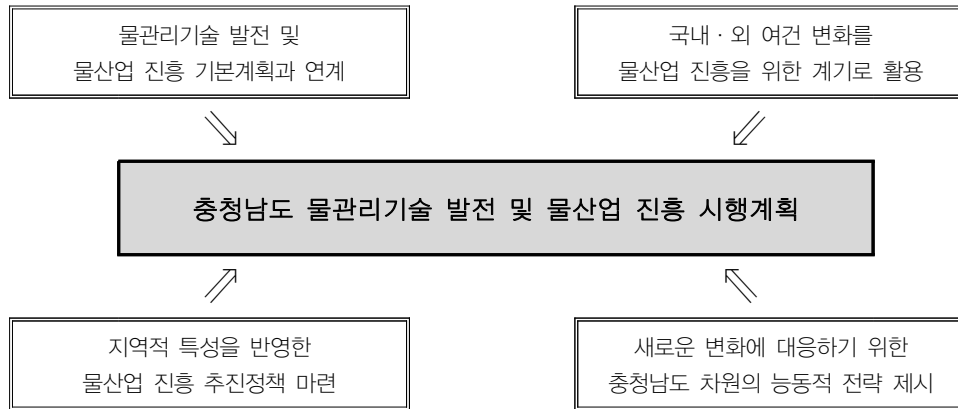 물관리기술 발전 및
물산업 진흥 기본계획과 연계
국내·외 여건 변화를
물산업 진흥을 위한 계기로 활용
충청남도 물관리기술 발전 및 물산업 진흥 시행계획
지역적 특성을 반영한
물산업 진흥 추진정책 마련
새로운 변화에 대응하기 위한
충청남도 차원의 능동적 전략 제시